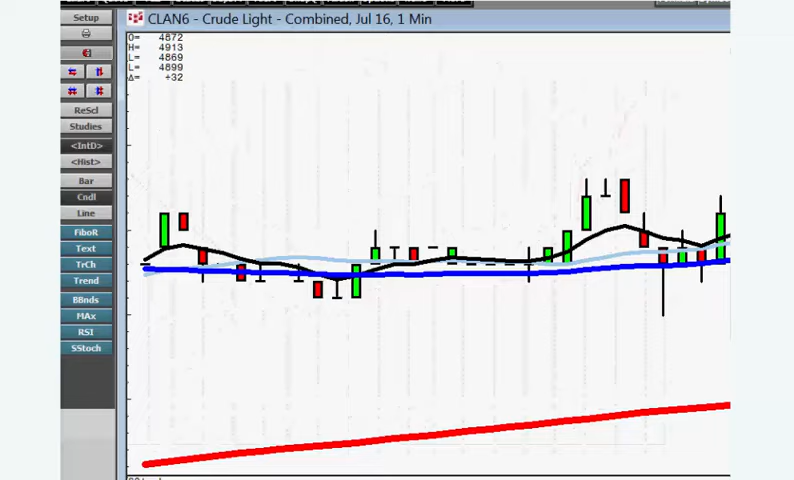 Setup
CLAN6 - Crude Light - Combined, Jul 16, 1 Min
O= 4872
H= 4913
L= 4869
L= 4899
Δ= +32
ReScl
Studies
<IntD>
<Hist>
Bar
Cndl
Line
FiboR
Text
TrCh
Trend
BBnds
MAx
RSI
SStoch